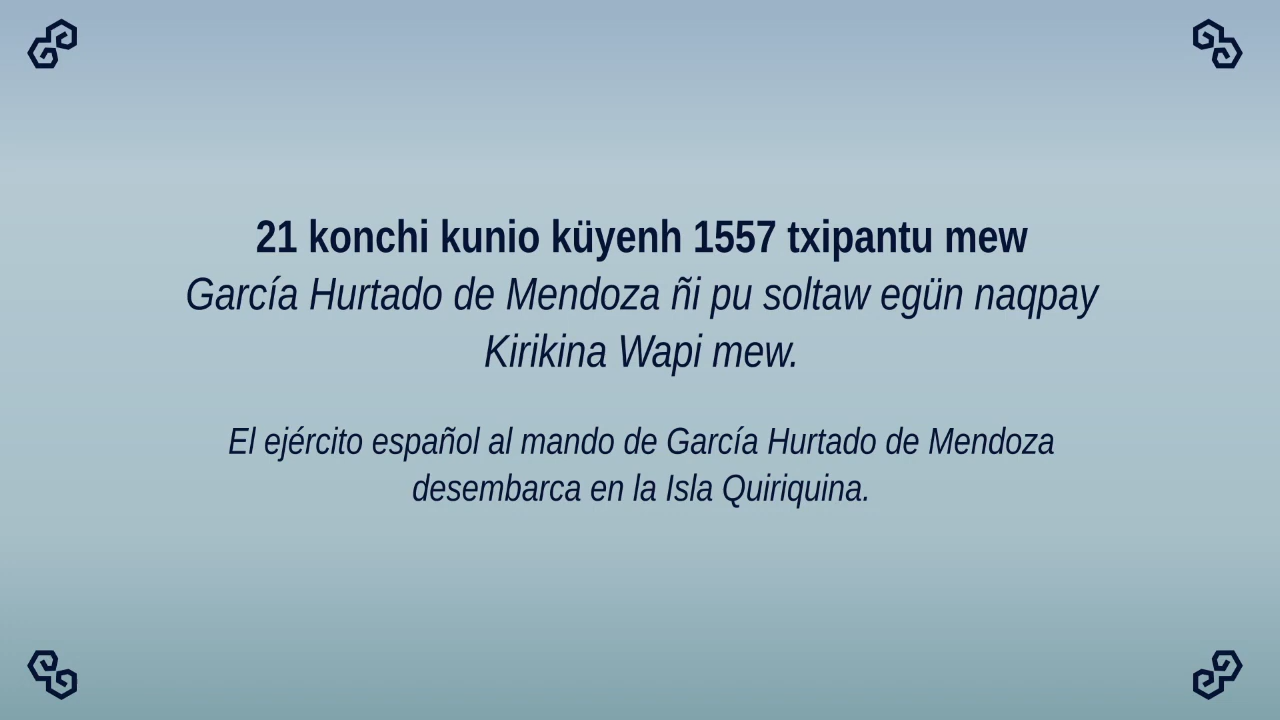 21 konchi kunio küyenh 1557 txipantu mew
García Hurtado de Mendoza ñi pu soltaw egün naqpay
Kirikina Wapi mew.
El ejército español al mando de García Hurtado de Mendoza
desembarca en la Isla Quiriquina.